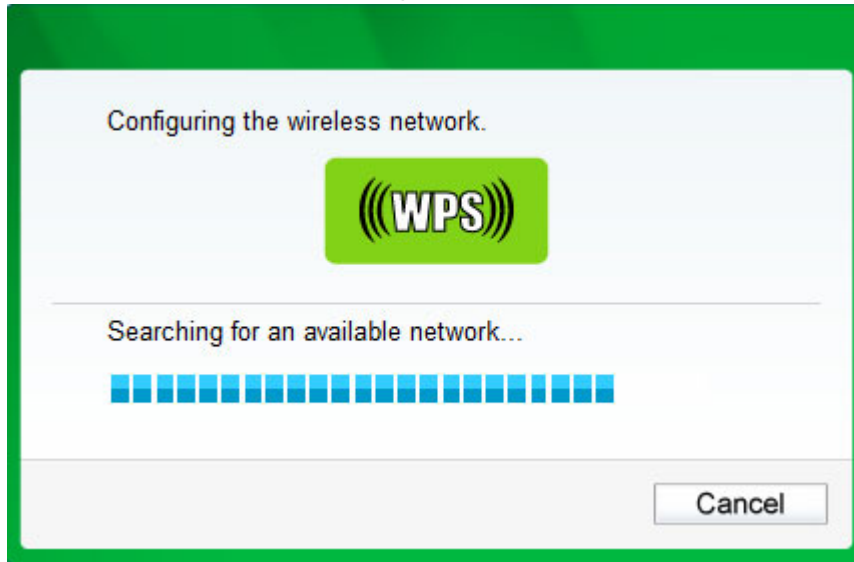 Configuring the wireless network.
(((WPS)))
Searching for an available network...
Cancel